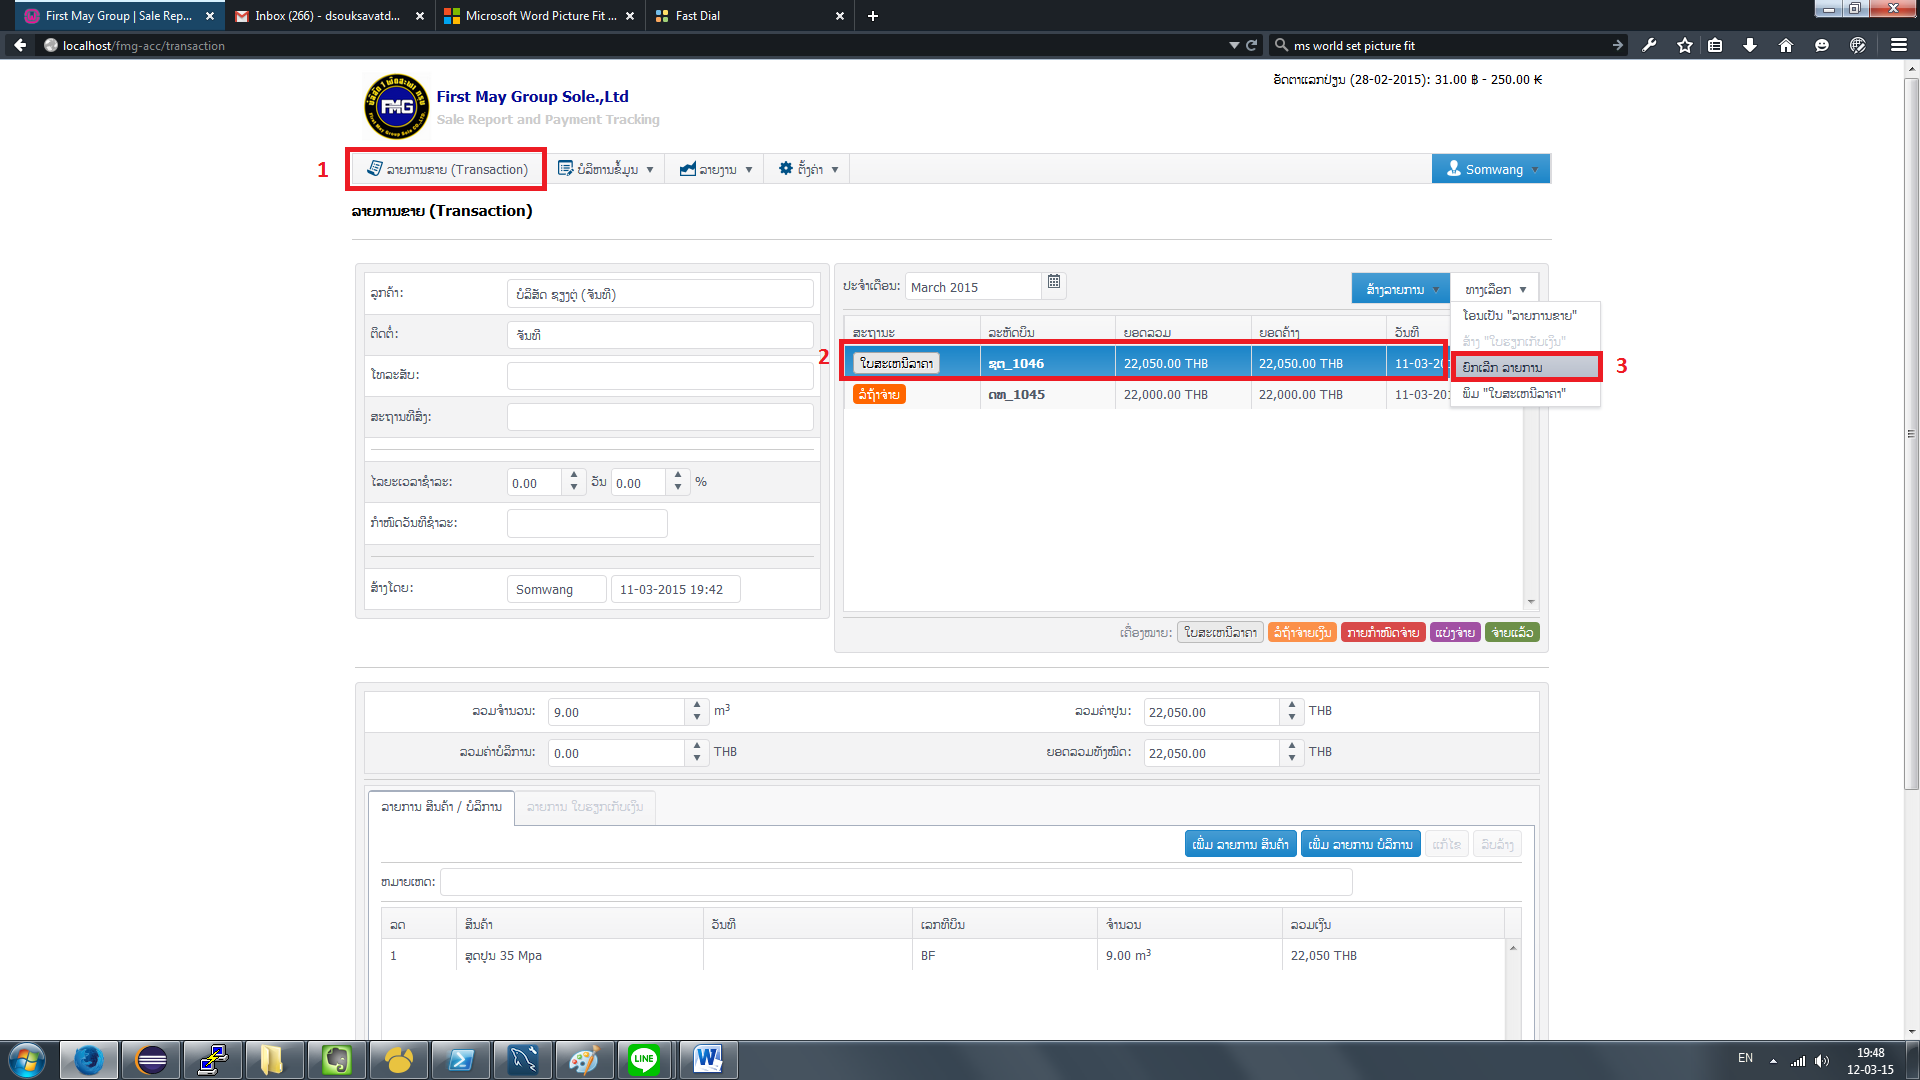 First May Group | Sale Rep...
Inbox (266) - dsouksavatd...
Microsoft Word Picture Fit ...
Fast Dial
localhost/fmg-acc/transaction
ms world set picture fit
ອັດຕາແລກປ່ຽນ (28-02-2015): 31.00 ฿ - 250.00 ₭
FMG
First May Group Sole.,Ltd
Sale Report and Payment Tracking
1
ລາຍການຂາຍ (Transaction)
ບໍລິຫານຂໍ້ມູນ
ລາຍງານ
ຕັ້ງຄ່າ
Somwang
ລາຍການຂາຍ (Transaction)
ລູກຄ້າ: ບໍລິສັດ ຊຽງຕູ່ (ຈັນທີ)
ຕິດຕໍ່: ຈັນທີ
ໂທລະສັບ:
ສະຖານທີ່ສົ່ງ:
ໄລຍະເວລາຊຳລະ: 0.00 ວັນ 0.00 %
ກຳໜົດວັນທີຊຳລະ:
ສ້າງໂດຍ: Somwang 11-03-2015 19:42
ປະຈຳເດືອນ: March 2015
ສ້າງລາຍການ
ທາງເລືອກ
ໂອນເປັນ "ລາຍການຂາຍ"
ສ້າງ "ໃບຮຽກເກັບເງິນ"
ຍົກເລີກ ລາຍການ
ພິມ "ໃບສະເຫນີລາຄາ"
3
ສະຖານະ ລະຫັດບິນ ຍອດລວມ ຍອດຄ້າງ ວັນທີ
2
ໃບສະເຫນີລາຄາ ຊຕ_1046 22,050.00 THB 22,050.00 THB 11-03-20
ລໍຖ້າຈ່າຍ ດທ_1045 22,000.00 THB 22,000.00 THB 11-03-201
ເຄື່ອງໝາຍ: ໃບສະເຫນີລາຄາ ລໍຖ້າຈ່າຍເງິນ ກາຍກຳໜົດຈ່າຍ ແບ່ງຈ່າຍ ຈ່າຍແລ້ວ
ລວມຈຳນວນ: 9.00 m³
ລວມຄ່າປູນ: 22,050.00 THB
ລວມຄ່າບໍລິການ: 0.00 THB
ຍອດລວມທັງໝົດ: 22,050.00 THB
ລາຍການ ສິນຄ້າ / ບໍລິການ
ລາຍການ ໃບຮຽກເກັບເງິນ
ເພີ່ມ ລາຍການ ສິນຄ້າ
ເພີ່ມ ລາຍການ ບໍລິການ
ແກ້ໄຂ
ລົບລ້າງ
ຫມາຍເຫດ:
ລດ ສິນຄ້າ ວັນທີ ເລກທີບິນ ຈຳນວນ ລວມເງິນ
1 ສູດປູນ 35 Mpa BF 9.00 m³ 22,050 THB
LINE
EN
19:48
12-03-15